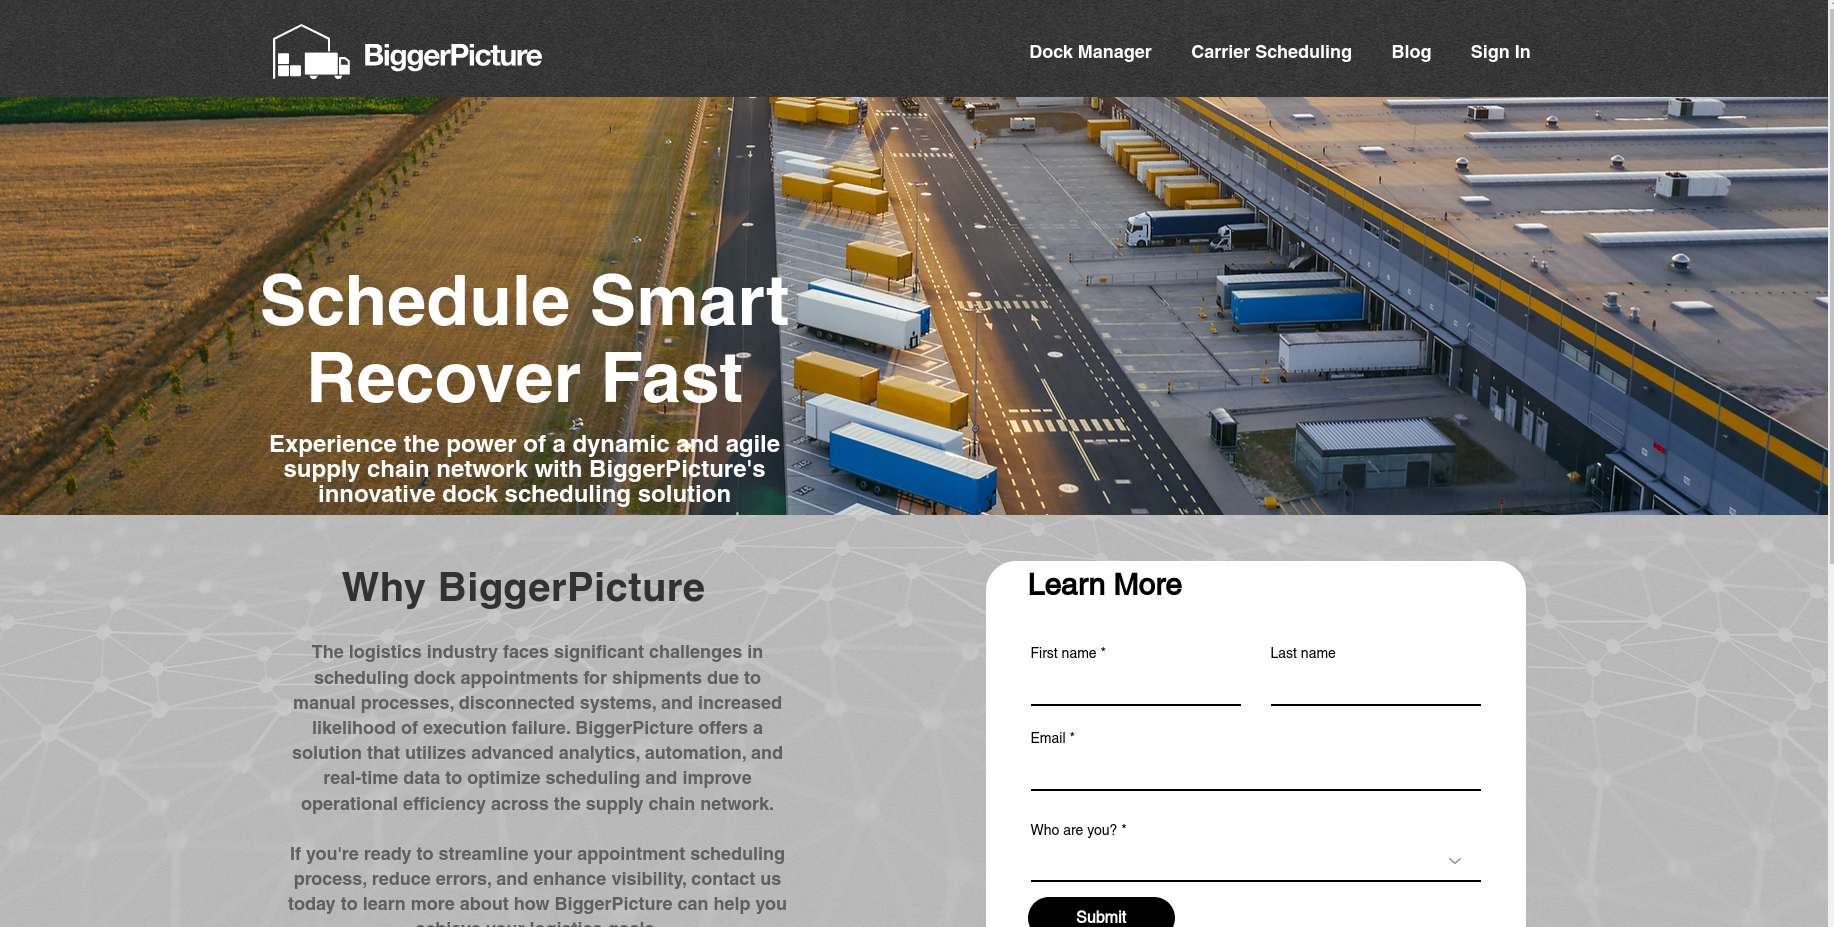 BiggerPicture
Dock Manager
Carrier Scheduling
Blog
Sign In
Schedule Smart
Recover Fast
Experience the power of a dynamic and agile
supply chain network with BiggerPicture's
innovative dock scheduling solution
Why BiggerPicture
The logistics industry faces significant challenges in
scheduling dock appointments for shipments due to
manual processes, disconnected systems, and increased
likelihood of execution failure. BiggerPicture offers a
solution that utilizes advanced analytics, automation, and
real-time data to optimize scheduling and improve
operational efficiency across the supply chain network.
If you're ready to streamline your appointment scheduling
process, reduce errors, and enhance visibility, contact us
today to learn more about how BiggerPicture can help you
achieve your logistics goals.
Learn More
First name *
Last name
Email *
Who are you? *
Submit